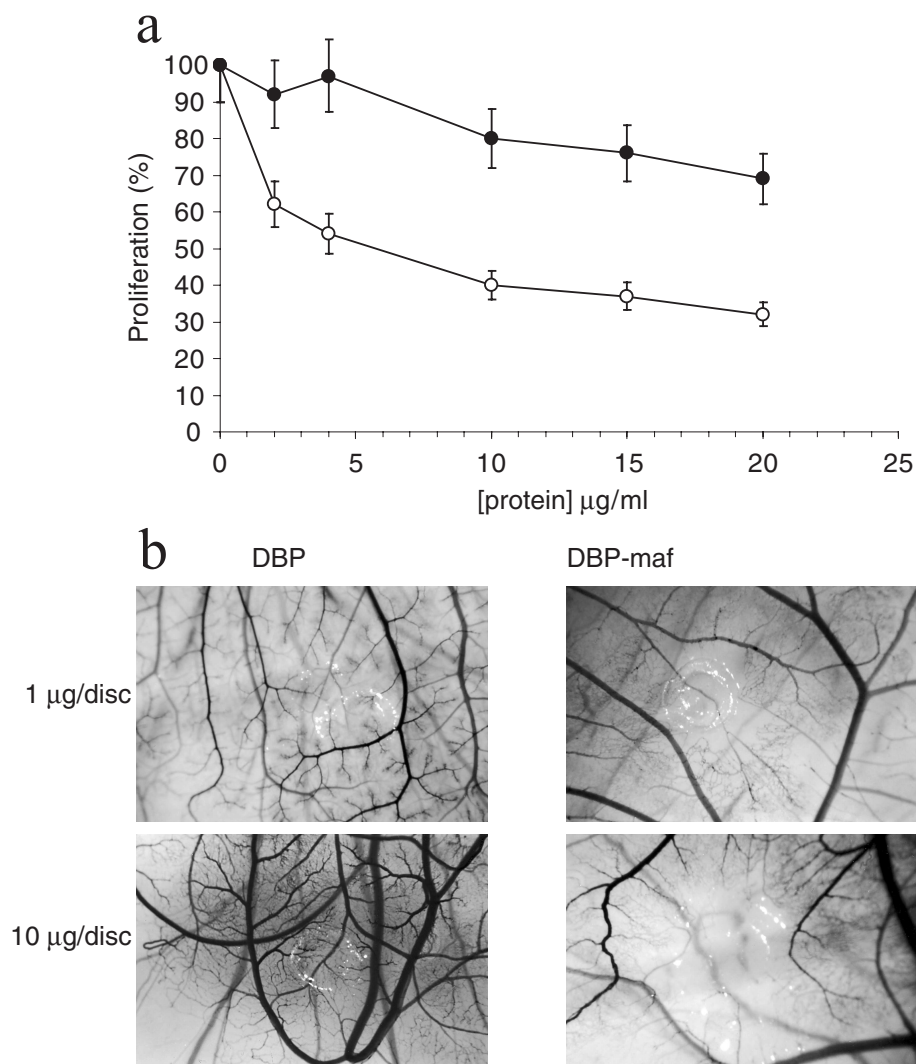 a
100
90
80
70
60
50
40
30
20
10
0
Proliferation (%)
0 5 10 15 20 25
[protein] μg/ml
b
DBP DBP-maf
1 μg/disc
10 μg/disc